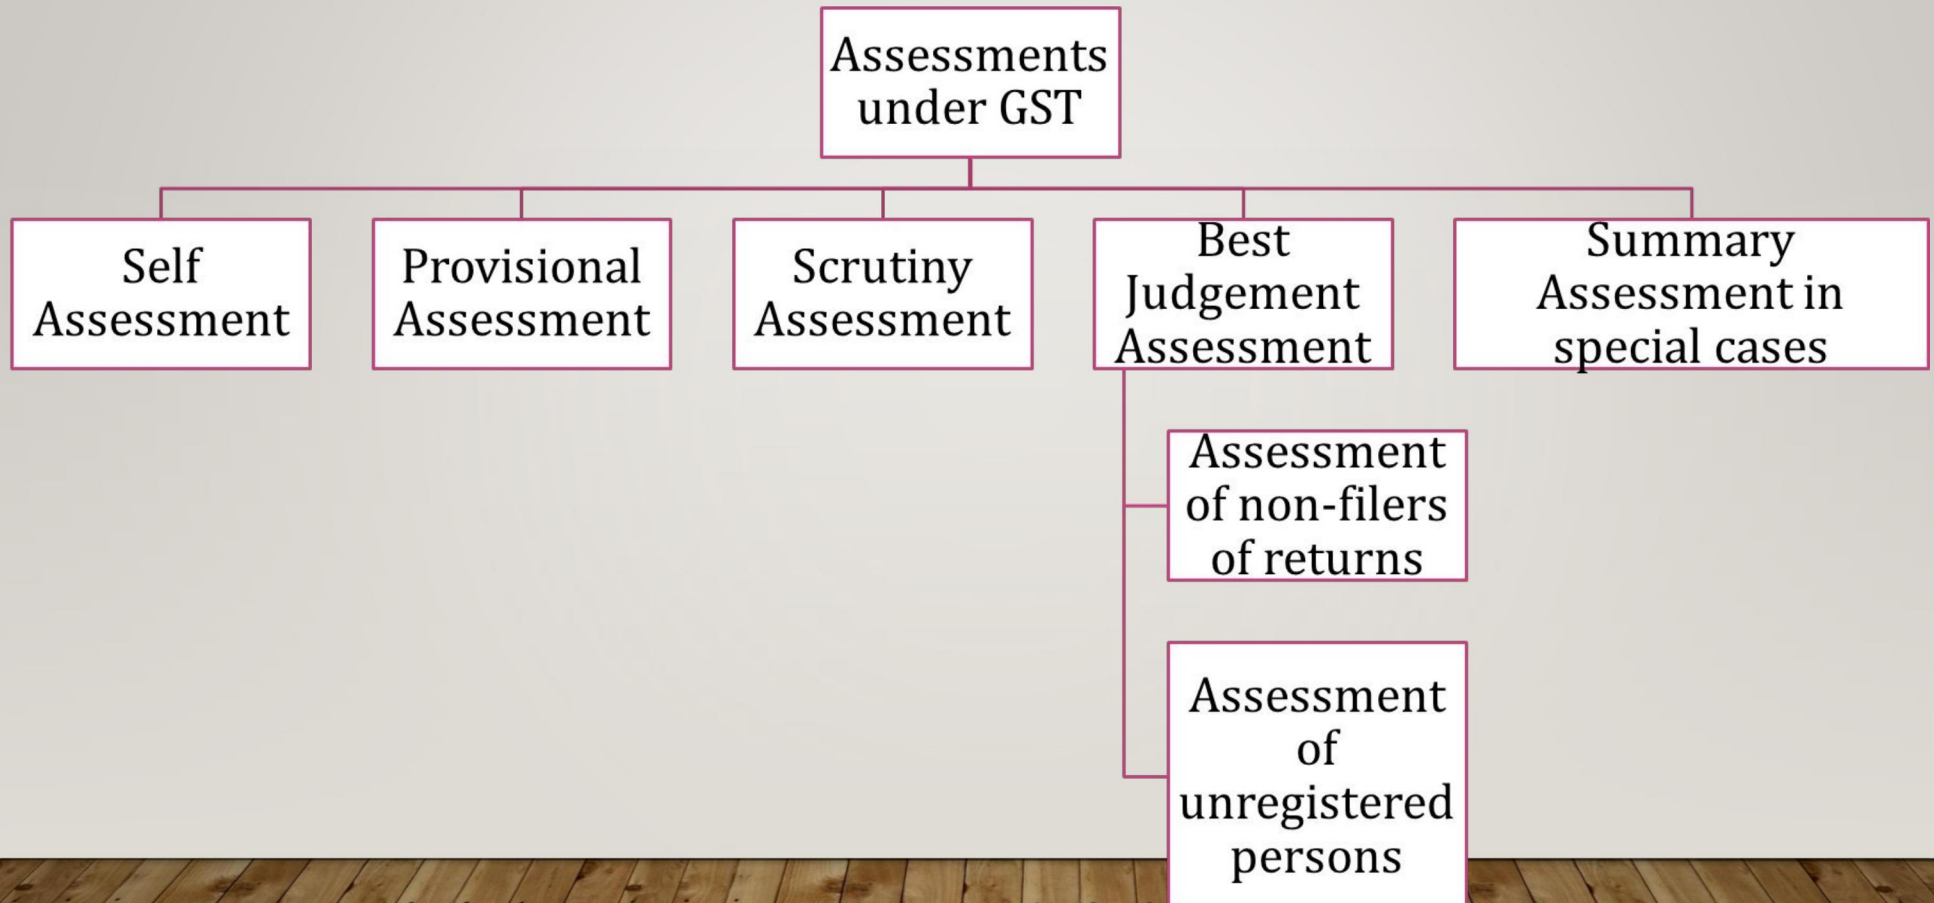 Assessments
under GST
Self
Assessment
Provisional
Assessment
Scrutiny
Assessment
Best
Judgement
Assessment
Summary
Assessment in
special cases
Assessment
of non-filers
of returns
Assessment
of
unregistered
persons